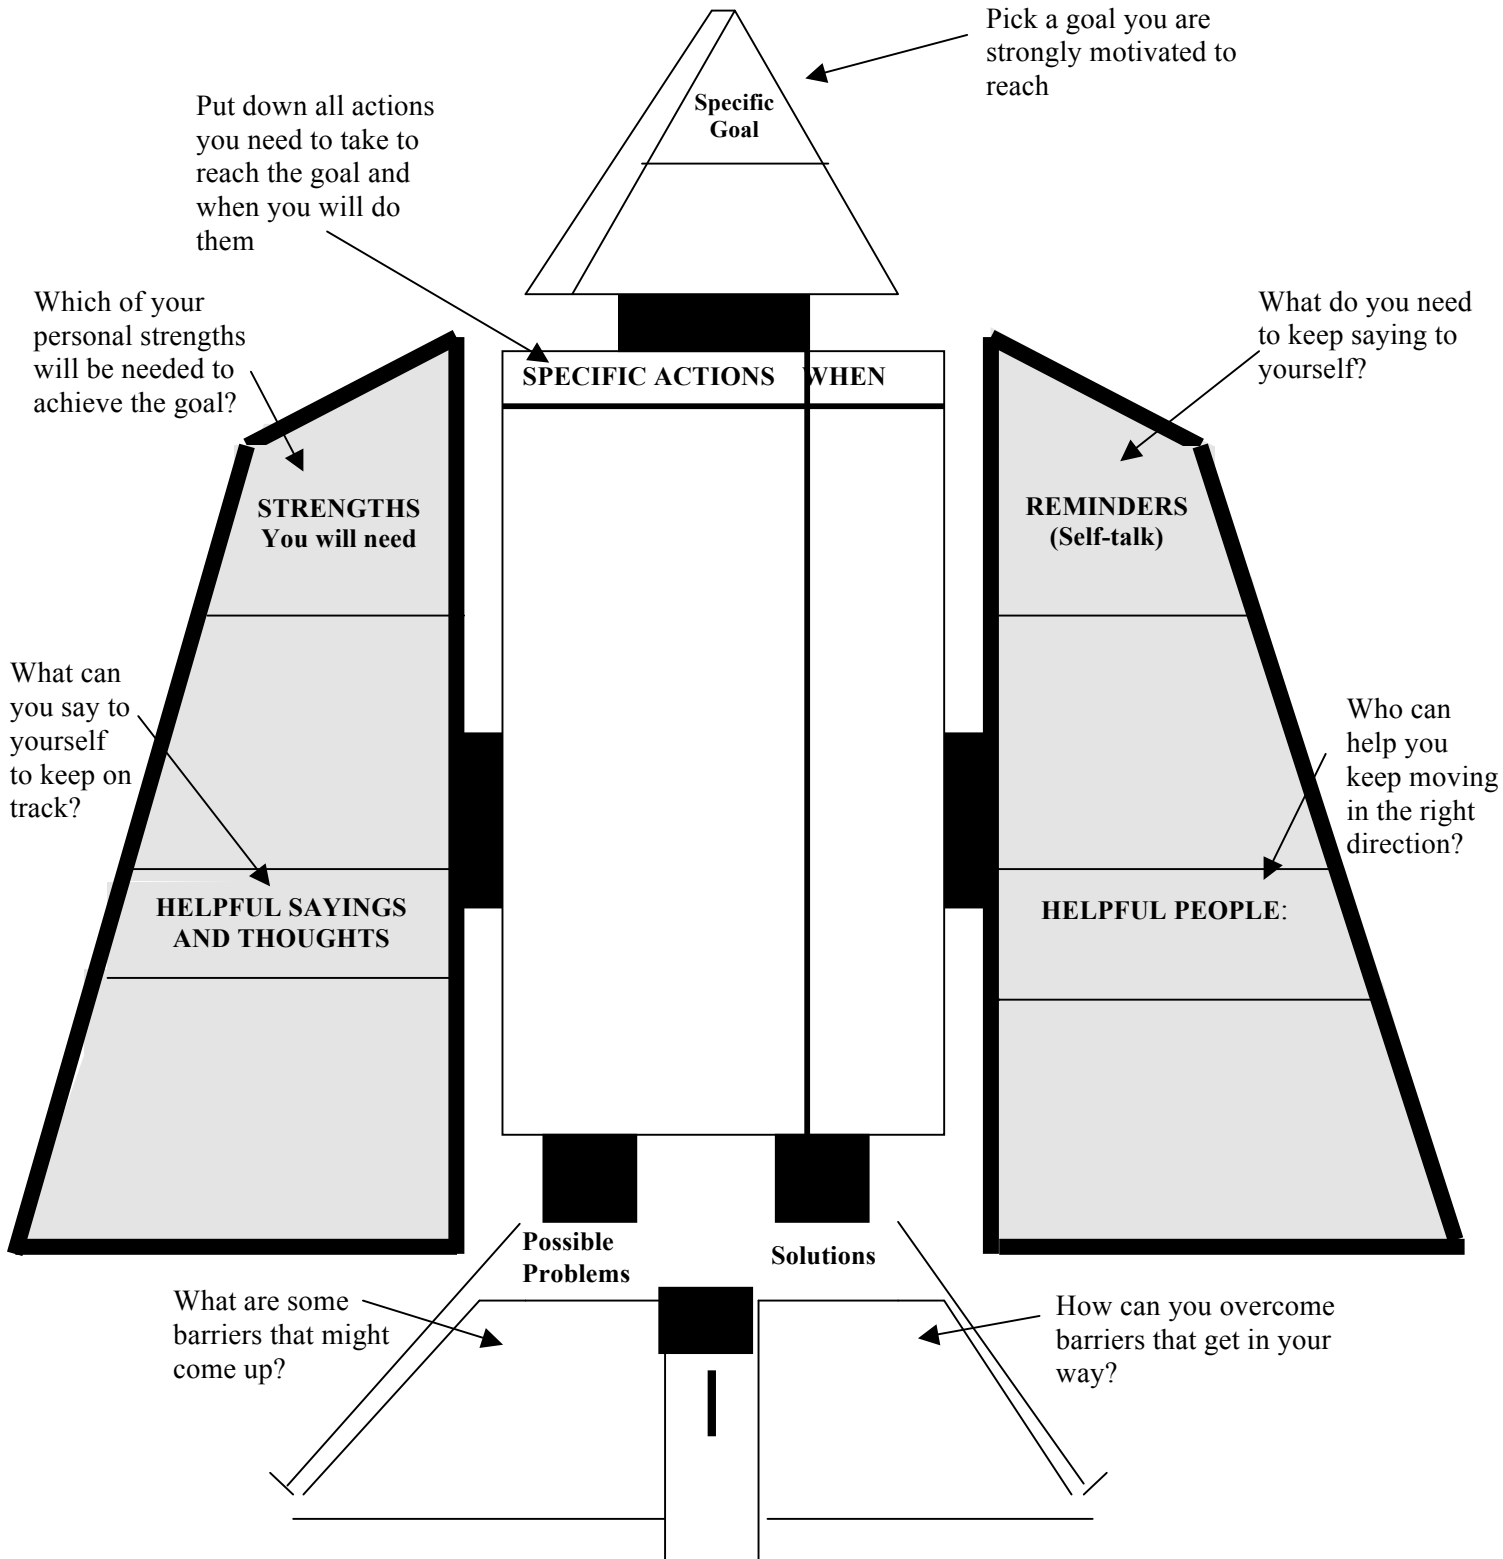 Pick a goal you are
strongly motivated to
reach
Specific
Goal
Put down all actions
you need to take to
reach the goal and
when you will do
them
Which of your
personal strengths
will be needed to
achieve the goal?
What do you need
to keep saying to
yourself?
SPECIFIC ACTIONS WHEN
STRENGTHS
You will need
REMINDERS
(Self-talk)
What can
you say to
yourself
to keep on
track?
Who can
help you
keep moving
in the right
direction?
HELPFUL SAYINGS
AND THOUGHTS
HELPFUL PEOPLE:
Possible
Problems
Solutions
What are some
barriers that might
come up?
How can you overcome
barriers that get in your
way?